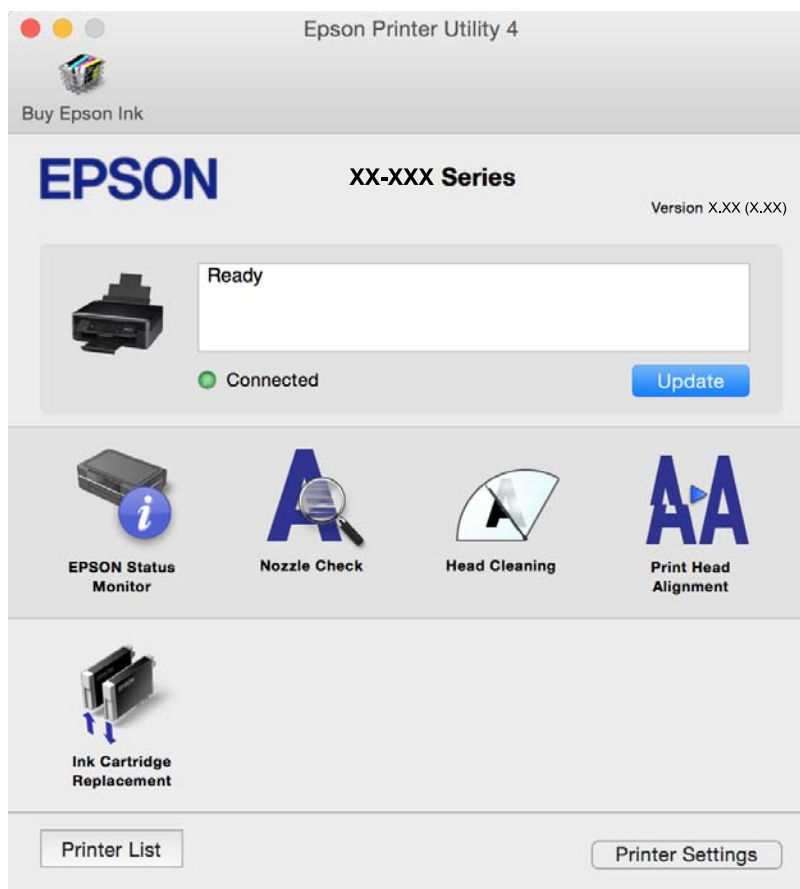 Epson Printer Utility 4
Buy Epson Ink
EPSON
XX-XXX Series
Version X.XX (X.XX)
Ready
Connected
Update
EPSON Status
Monitor
Nozzle Check
Head Cleaning
Print Head
Alignment
Ink Cartridge
Replacement
Printer List
Printer Settings